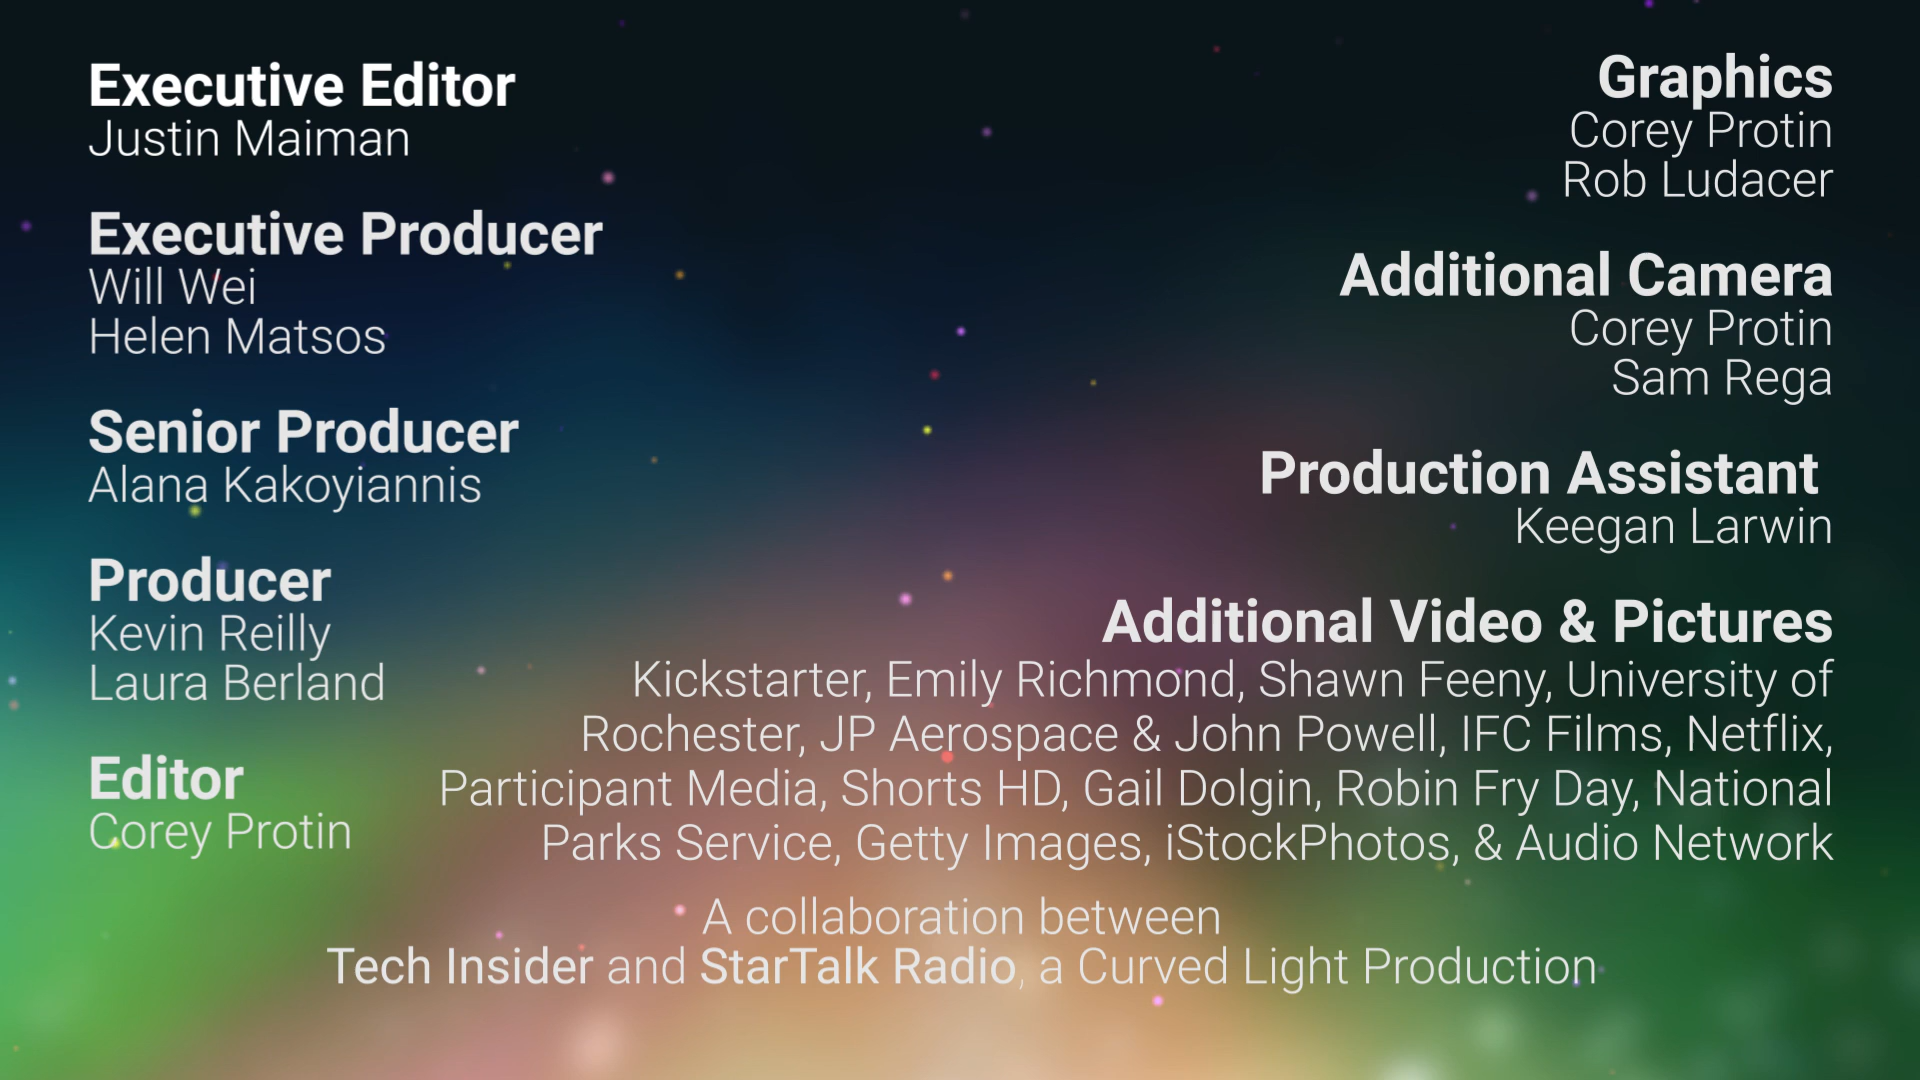 Executive Editor
Justin Maiman
Executive Producer
Will Wei
Helen Matsos
Senior Producer
Alana Kakoyiannis
Producer
Kevin Reilly
Laura Berland
Editor
Corey Protin
Graphics
Corey Protin
Rob Ludacer
Additional Camera
Corey Protin
Sam Rega
Production Assistant
Keegan Larwin
Additional Video & Pictures
Kickstarter, Emily Richmond, Shawn Feeny, University of
Rochester, JP Aerospace & John Powell, IFC Films, Netflix,
Participant Media, Shorts HD, Gail Dolgin, Robin Fry Day, National
Parks Service, Getty Images, iStockPhotos, & Audio Network
A collaboration between
Tech Insider and StarTalk Radio, a Curved Light Production